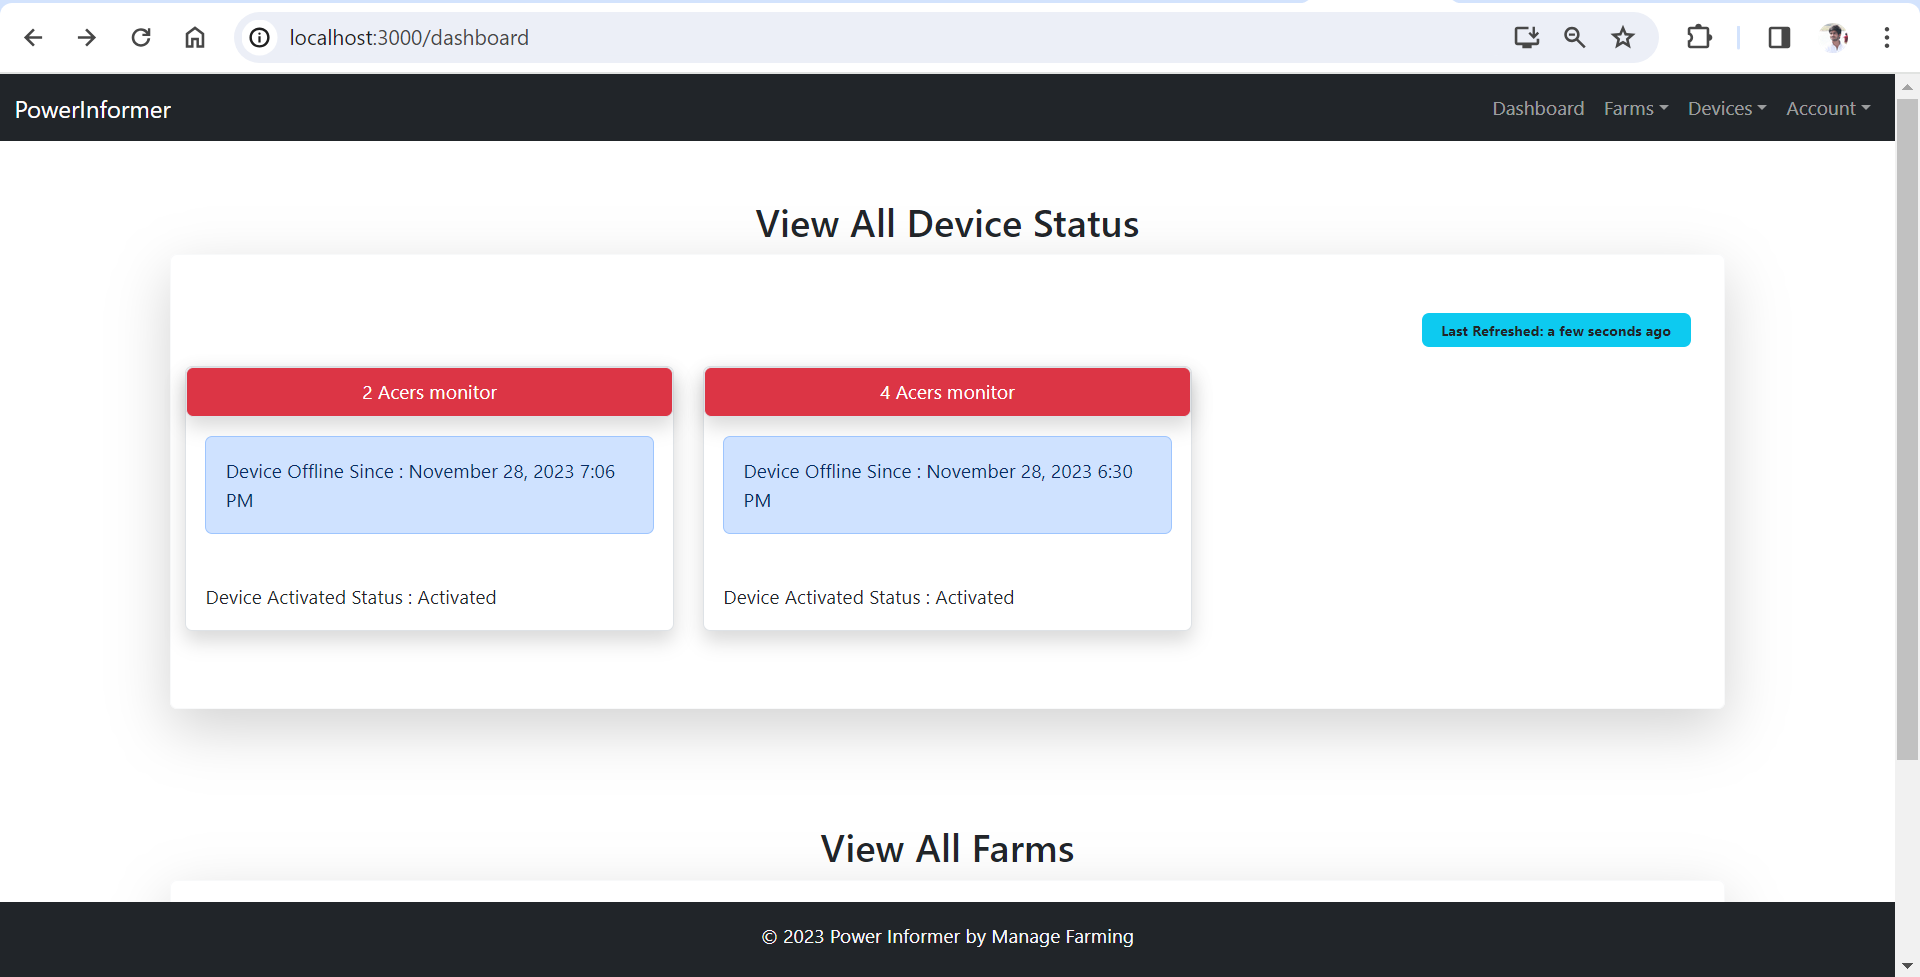 localhost:3000/dashboard
PowerInformer
Dashboard Farms Devices Account
View All Device Status
Last Refreshed: a few seconds ago
2 Acers monitor
Device Offline Since : November 28, 2023 7:06
PM
Device Activated Status : Activated
4 Acers monitor
Device Offline Since : November 28, 2023 6:30
PM
Device Activated Status : Activated
View All Farms
© 2023 Power Informer by Manage Farming